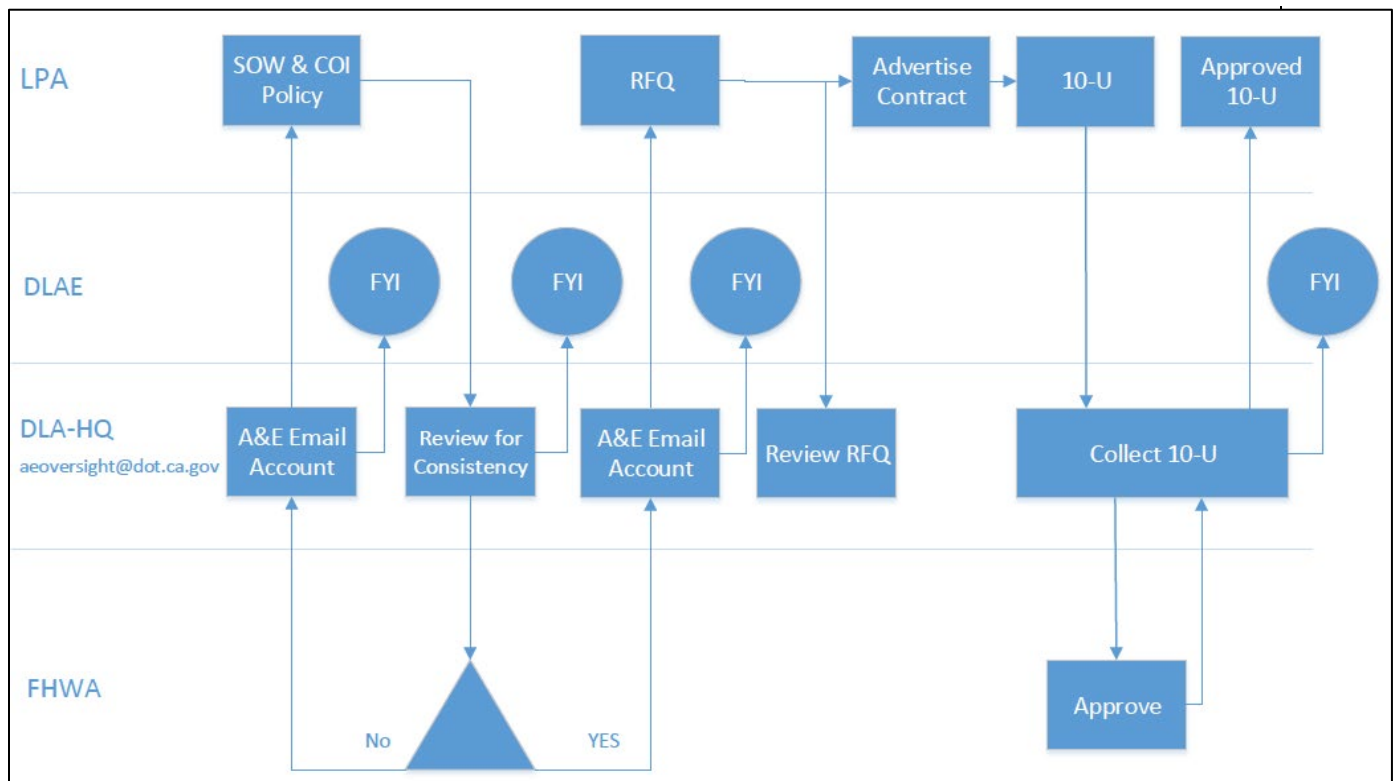 LPA
SOW & COI
Policy
RFQ
Advertise
Contract
10-U
Approved
10-U
DLAE
FYI
FYI
FYI
FYI
DLA-HQ
aeoversight@dot.ca.gov
A&E Email
Account
Review for
Consistency
A&E Email
Account
Review RFQ
Collect 10-U
FHWA
No
YES
Approve